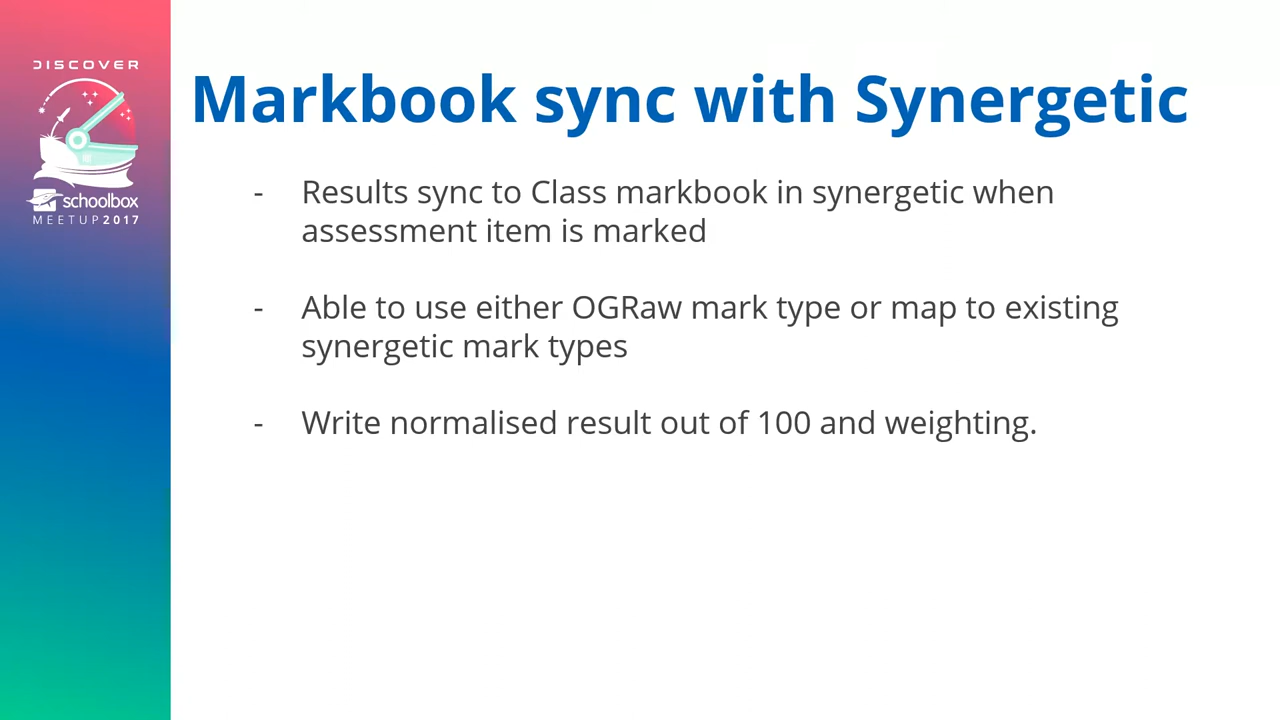 DISCOVER
schoolbox
MEETUP2017
Markbook sync with Synergetic
- Results sync to Class markbook in synergetic when
assessment item is marked
- Able to use either OGRaw mark type or map to existing
synergetic mark types
- Write normalised result out of 100 and weighting.